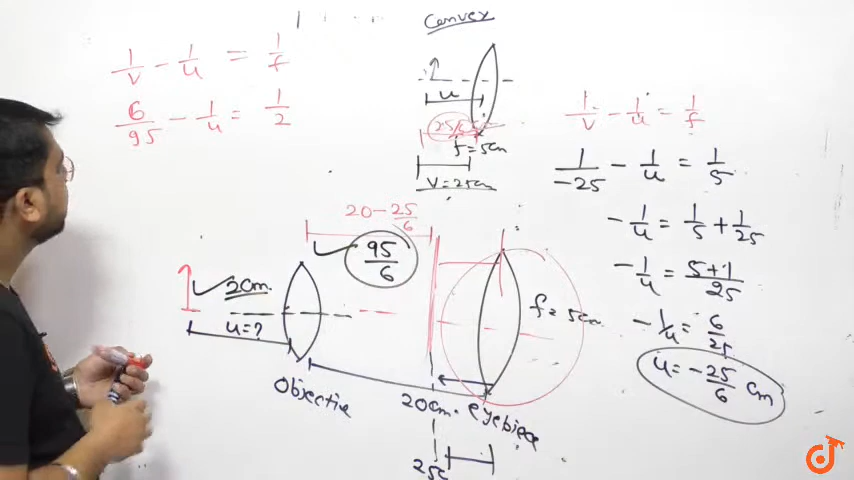 Convex
1/v - 1/u = 1/f
6/95 - 1/u = 1/2
u
25/6
f = 5cm
v = 25cm
1/v - 1/u = 1/f
1/-25 - 1/u = 1/5
-1/u = 1/5 + 1/25
-1/u = 5+1/25
-1/u = 6/25
u = -25/6 cm
20 - 25/6
95/6
2cm.
u = ?
f = 5cm
Objective
20cm.
eyepiece